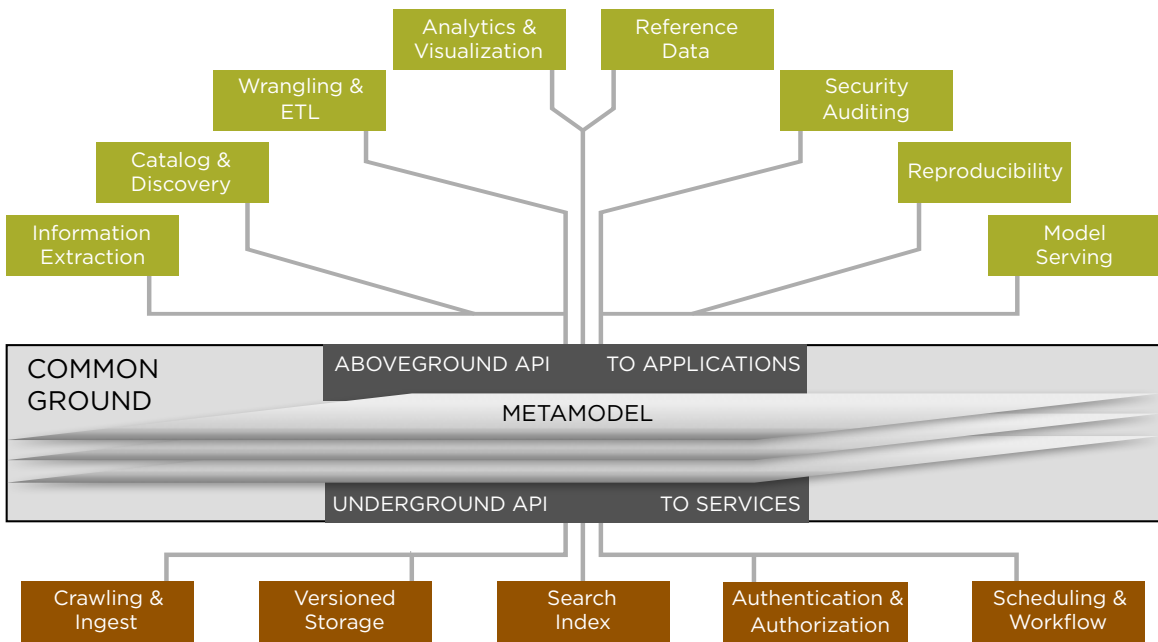 Analytics &
Visualization
Reference
Data
Wrangling &
ETL
Security
Auditing
Catalog &
Discovery
Reproducibility
Information
Extraction
Model
Serving
COMMON
GROUND
ABOVEGROUND API TO APPLICATIONS
METAMODEL
UNDERGROUND API TO SERVICES
Crawling &
Ingest
Versioned
Storage
Search
Index
Authentication &
Authorization
Scheduling &
Workflow